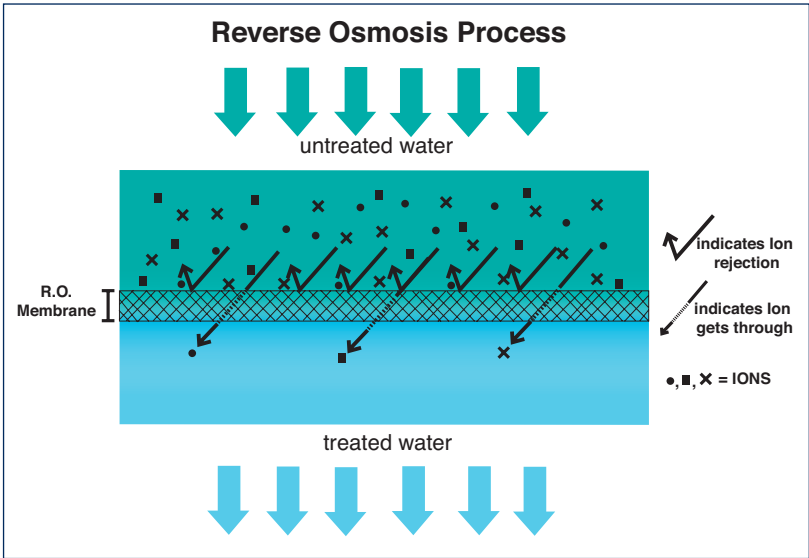 Reverse Osmosis Process
untreated water
indicates Ion
rejection
R.O.
Membrane
indicates Ion
gets through
●,■,✕ = IONS
treated water